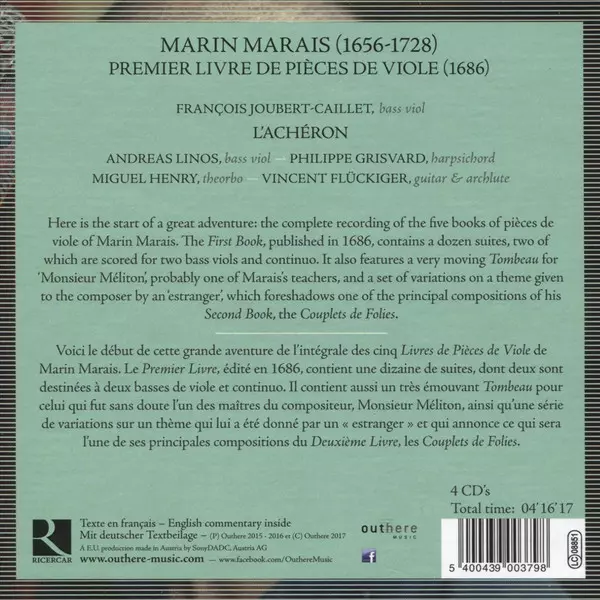 MARIN MARAIS (1656-1728)
PREMIER LIVRE DE PIÈCES DE VIOLE (1686)
FRANÇOIS JOUBERT-CAILLET, bass viol
L'ACHÉRON
ANDREAS LINOS, bass viol — PHILIPPE GRISVARD, harpsichord
MIGUEL HENRY, theorbo — VINCENT FLÜCKIGER, guitar & archlute
Here is the start of a great adventure: the complete recording of the five books of pièces de
viole of Marin Marais. The First Book, published in 1686, contains a dozen suites, two of
which are scored for two bass viols and continuo. It also features a very moving Tombeau for
'Monsieur Méliton', probably one of Marais's teachers, and a set of variations on a theme given
to the composer by an 'estranger', which foreshadows one of the principal compositions of his
Second Book, the Couplets de Folies.
Voici le début de cette grande aventure de l'intégrale des cinq Livres de Pièces de Viole de
Marin Marais. Le Premier Livre, édité en 1686, contient une dizaine de suites, dont deux sont
destinées à deux basses de viole et continuo. Il contient aussi un très émouvant Tombeau pour
celui qui fut sans doute l'un des maîtres du compositeur, Monsieur Méliton, ainsi qu'une série
de variations sur un thème qui lui a été donné par un « estranger » et qui annonce ce qui sera
l'une de ses principales compositions du Deuxième Livre, les Couplets de Folies.
4 CD's
Total time: 04'16'17
R
RICERCAR
Texte en français – English commentary inside
Mit deutscher Textbeilage – (P) Outhere 2015 - 2016 et (C) Outhere 2017
A E.U. production made in Austria by SonyDADC, Austria AG
www.outhere-music.com — www.facebook.com/OuthereMusic
outhere
MUSIC
f
5 400439 003798
LC 08851